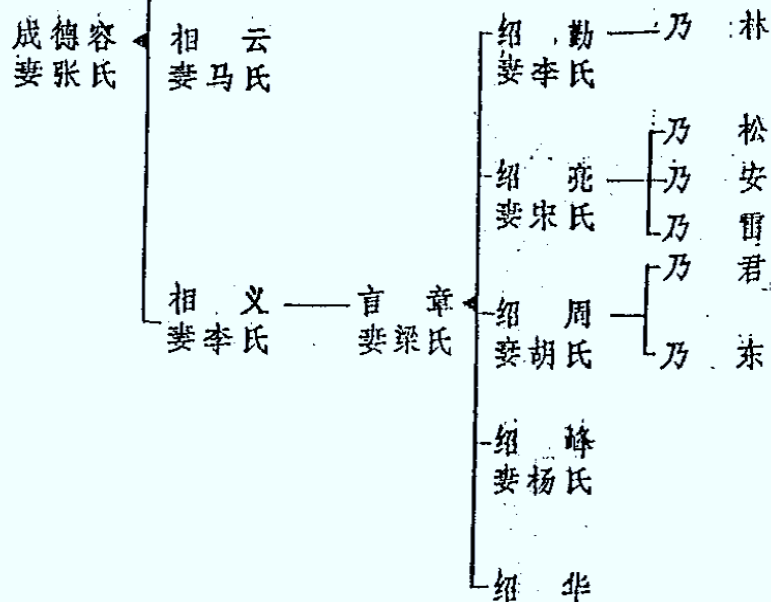 成德容
妻张氏
相 云
妻马氏
相 义
妻李氏
章
妻梁氏
绍 勤
妻李氏
绍 亮
妻宋氏
绍 周
妻胡氏
绍 峰
妻杨氏
绍 华
乃 林
乃 松
乃 安
乃 雷
乃 君
乃 东